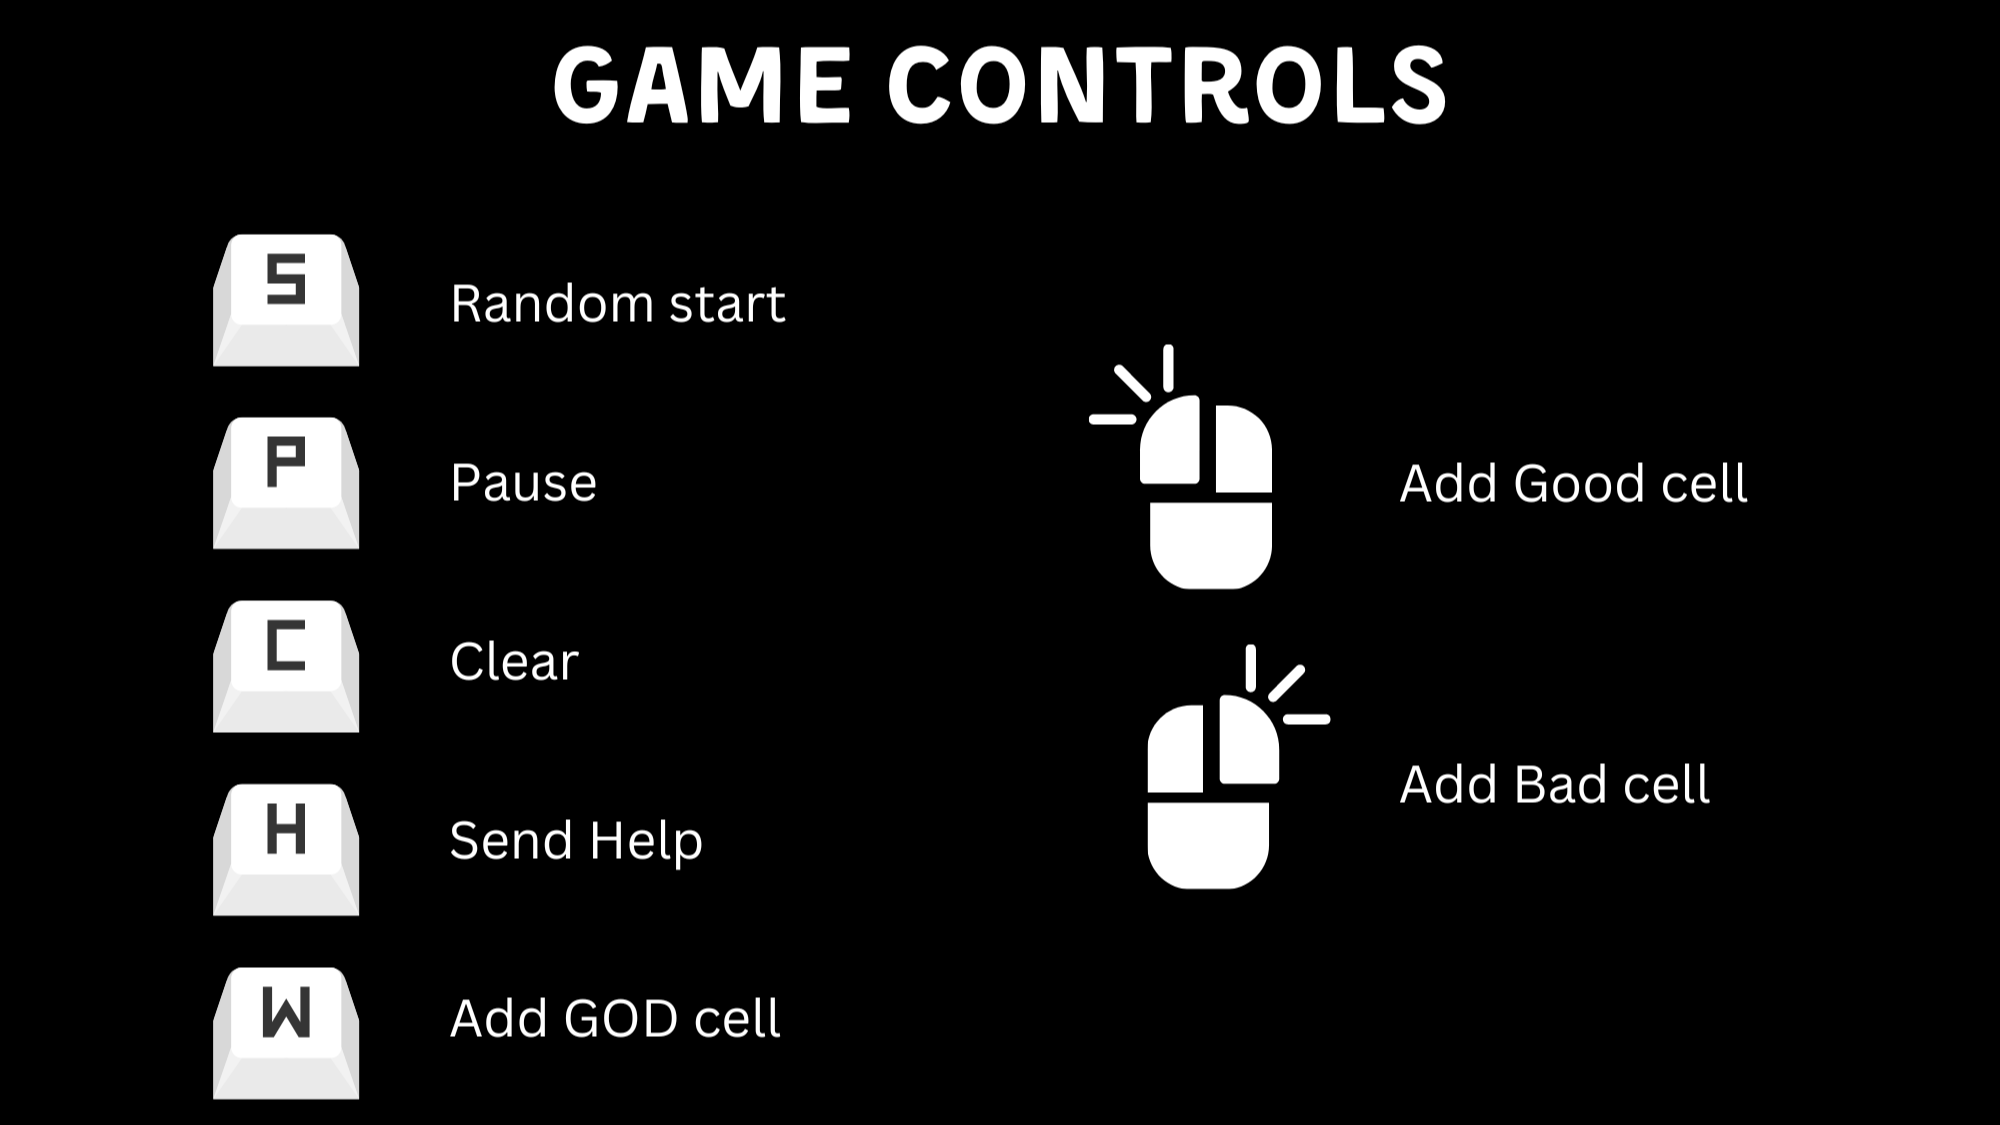 GAME CONTROLS
S
Random start
P
Pause
C
Clear
H
Send Help
W
Add GOD cell
Add Good cell
Add Bad cell